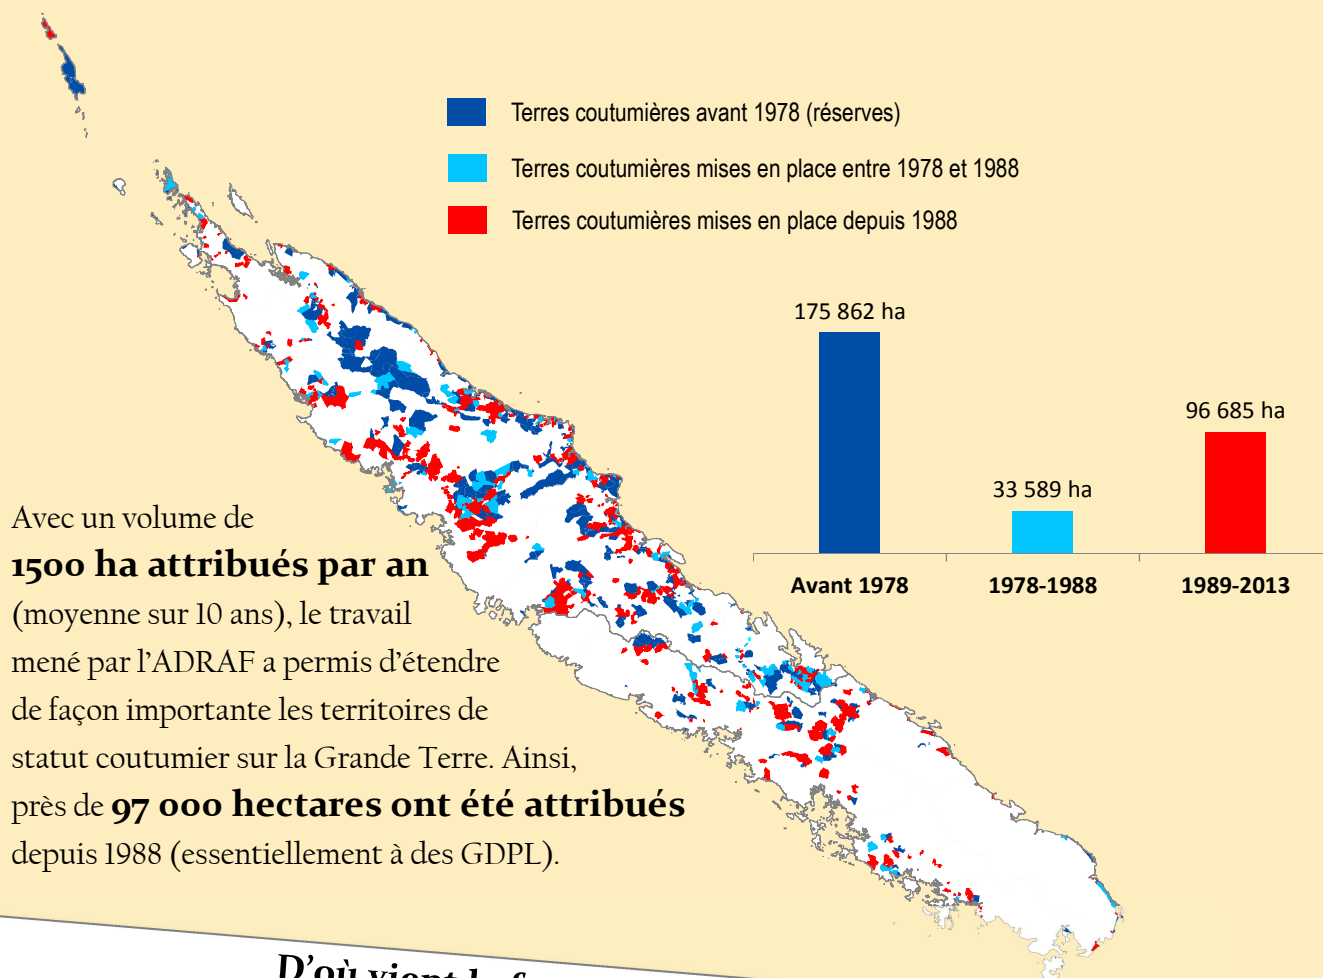 Terres coutumières avant 1978 (réserves)
Terres coutumières mises en place entre 1978 et 1988
Terres coutumières mises en place depuis 1988
175 862 ha
96 685 ha
33 589 ha
Avant 1978
1978-1988
1989-2013
Avec un volume de
1500 ha attribués par an
(moyenne sur 10 ans), le travail
mené par l’ADRAF a permis d’étendre
de façon importante les territoires de
statut coutumier sur la Grande Terre. Ainsi,
près de 97 000 hectares ont été attribués
depuis 1988 (essentiellement à des GDPL).
D’où vient le